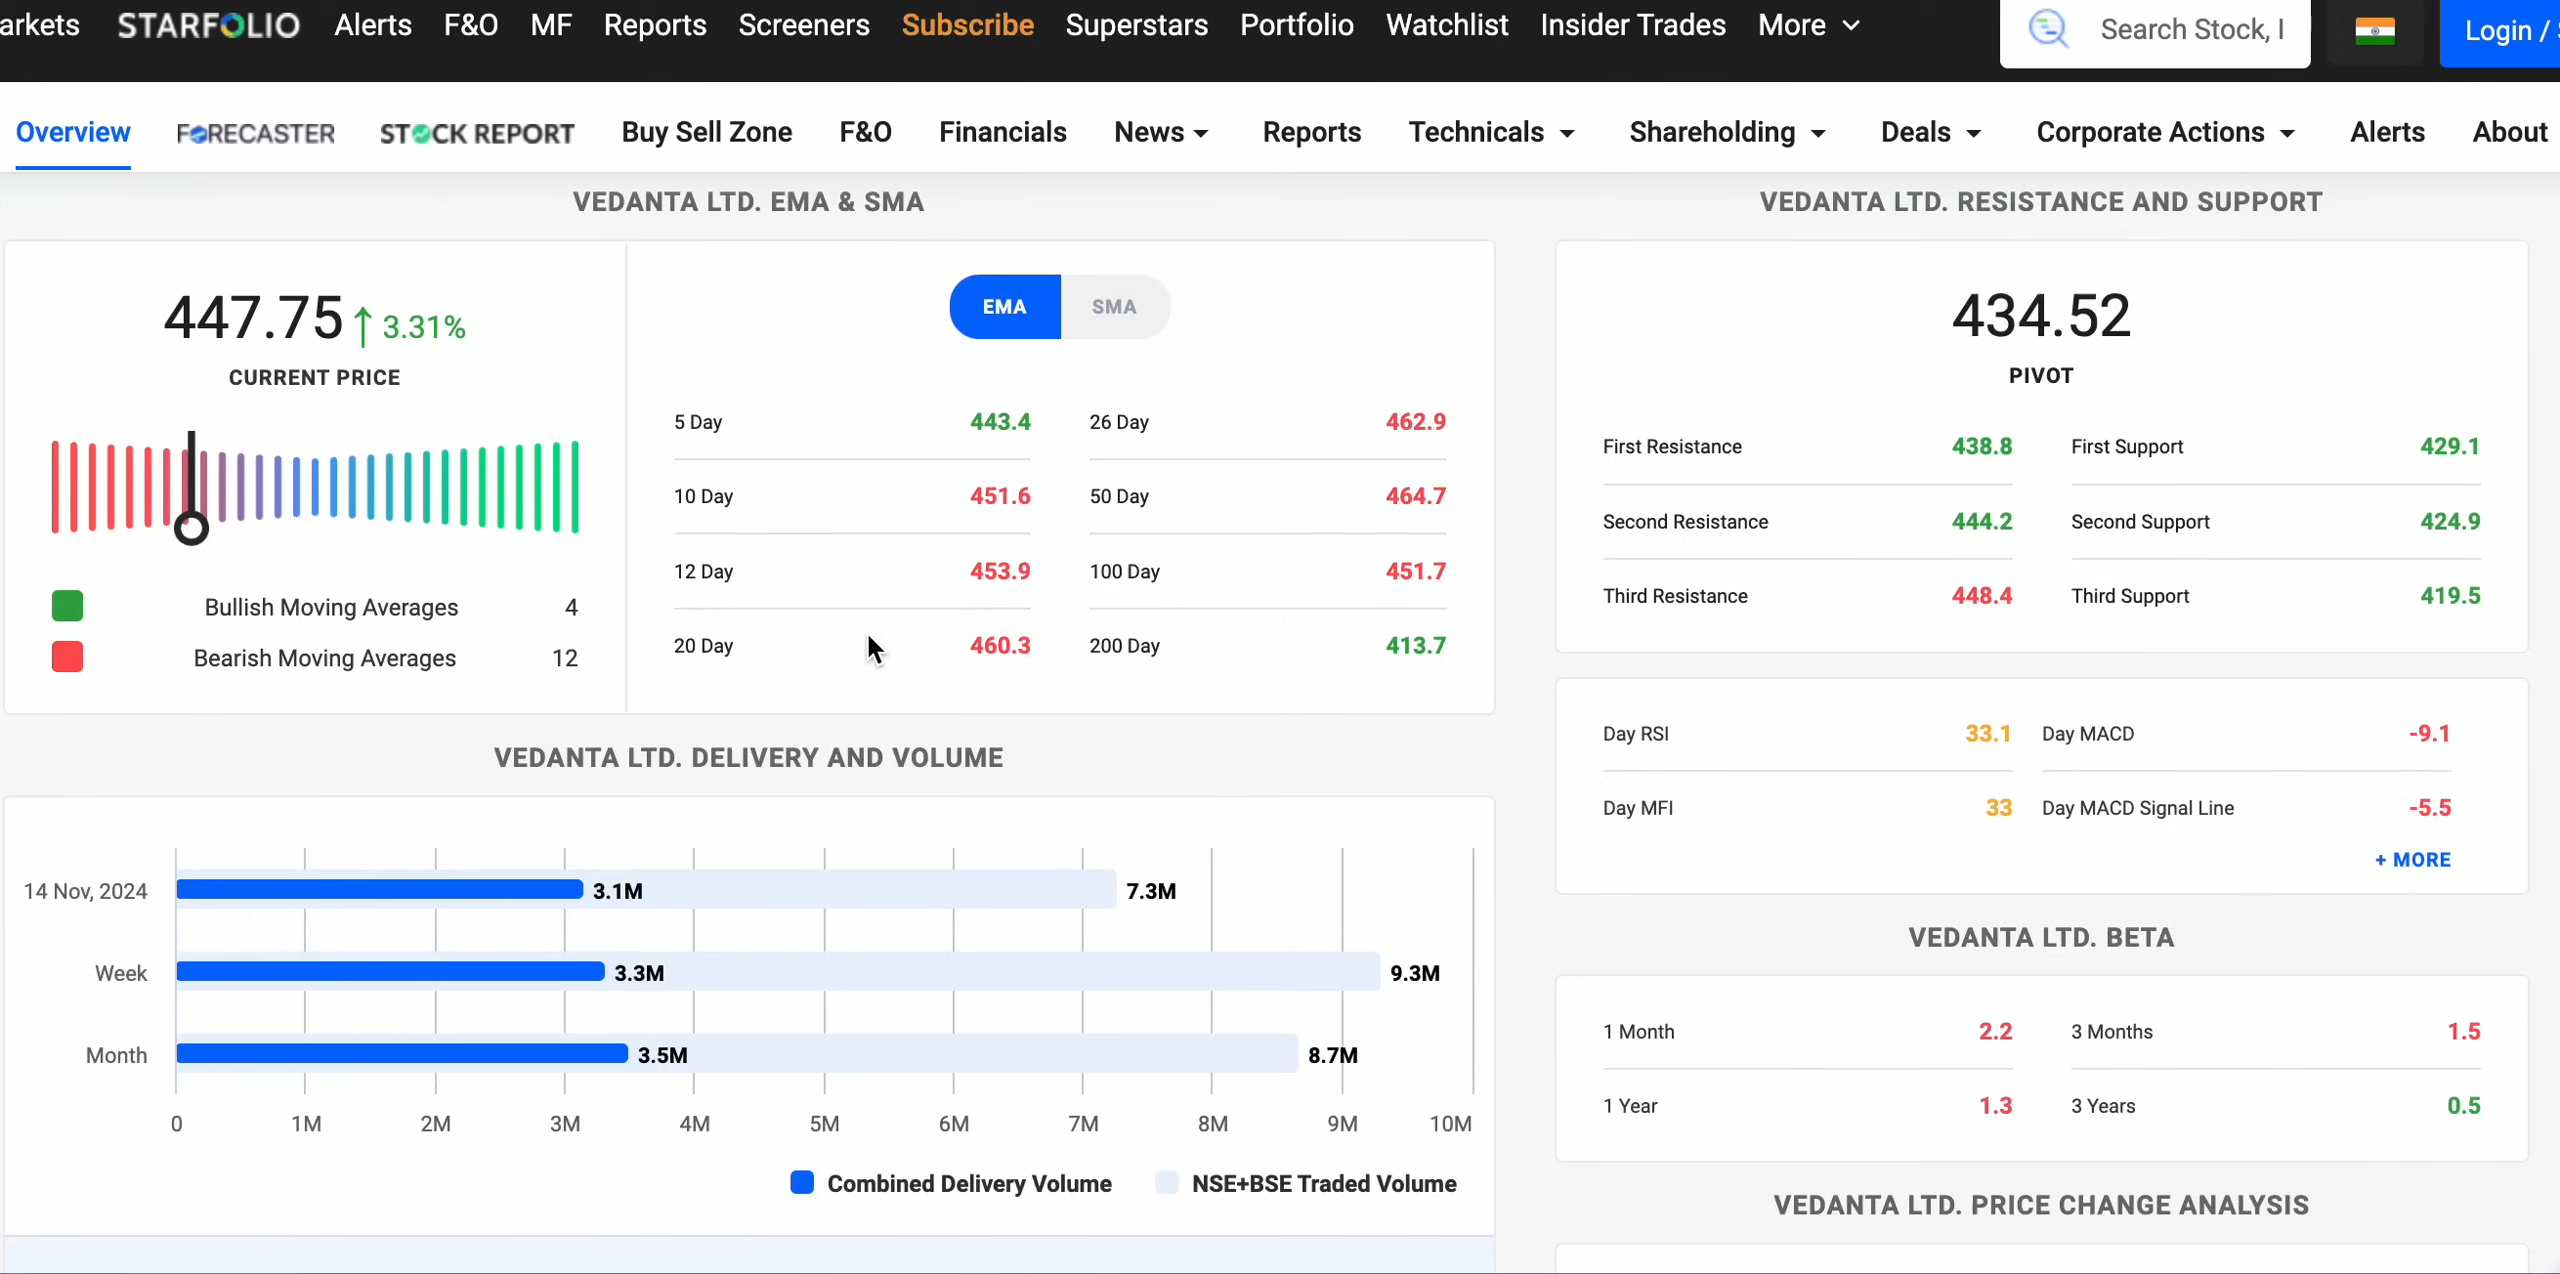 arkets STARFOLIO Alerts F&O MF Reports Screeners Subscribe Superstars Portfolio Watchlist Insider Trades More Search Stock, I Login /
Overview FORECASTER STOCK REPORT Buy Sell Zone F&O Financials News Reports Technicals Shareholding Deals Corporate Actions Alerts About
VEDANTA LTD. EMA & SMA
447.75 ↑ 3.31%
CURRENT PRICE
Bullish Moving Averages 4
Bearish Moving Averages 12
EMA SMA
5 Day 443.4 26 Day 462.9
10 Day 451.6 50 Day 464.7
12 Day 453.9 100 Day 451.7
20 Day 460.3 200 Day 413.7
VEDANTA LTD. DELIVERY AND VOLUME
14 Nov, 2024 3.1M 7.3M
Week 3.3M 9.3M
Month 3.5M 8.7M
0 1M 2M 3M 4M 5M 6M 7M 8M 9M 10M
Combined Delivery Volume NSE+BSE Traded Volume
VEDANTA LTD. RESISTANCE AND SUPPORT
434.52
PIVOT
First Resistance 438.8 First Support 429.1
Second Resistance 444.2 Second Support 424.9
Third Resistance 448.4 Third Support 419.5
Day RSI 33.1 Day MACD -9.1
Day MFI 33 Day MACD Signal Line -5.5
+ MORE
VEDANTA LTD. BETA
1 Month 2.2 3 Months 1.5
1 Year 1.3 3 Years 0.5
VEDANTA LTD. PRICE CHANGE ANALYSIS